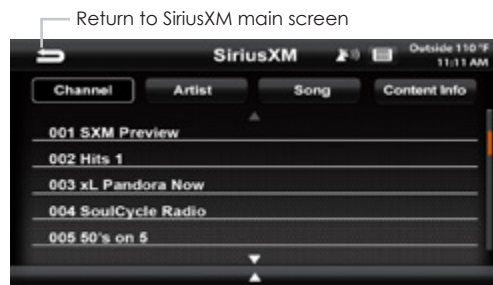 Return to SiriusXM main screen
SiriusXM
Outside 110 °F
11:11 AM
Channel Artist Song Content Info
001 SXM Preview
002 Hits 1
003 xL Pandora Now
004 SoulCycle Radio
005 50's on 5